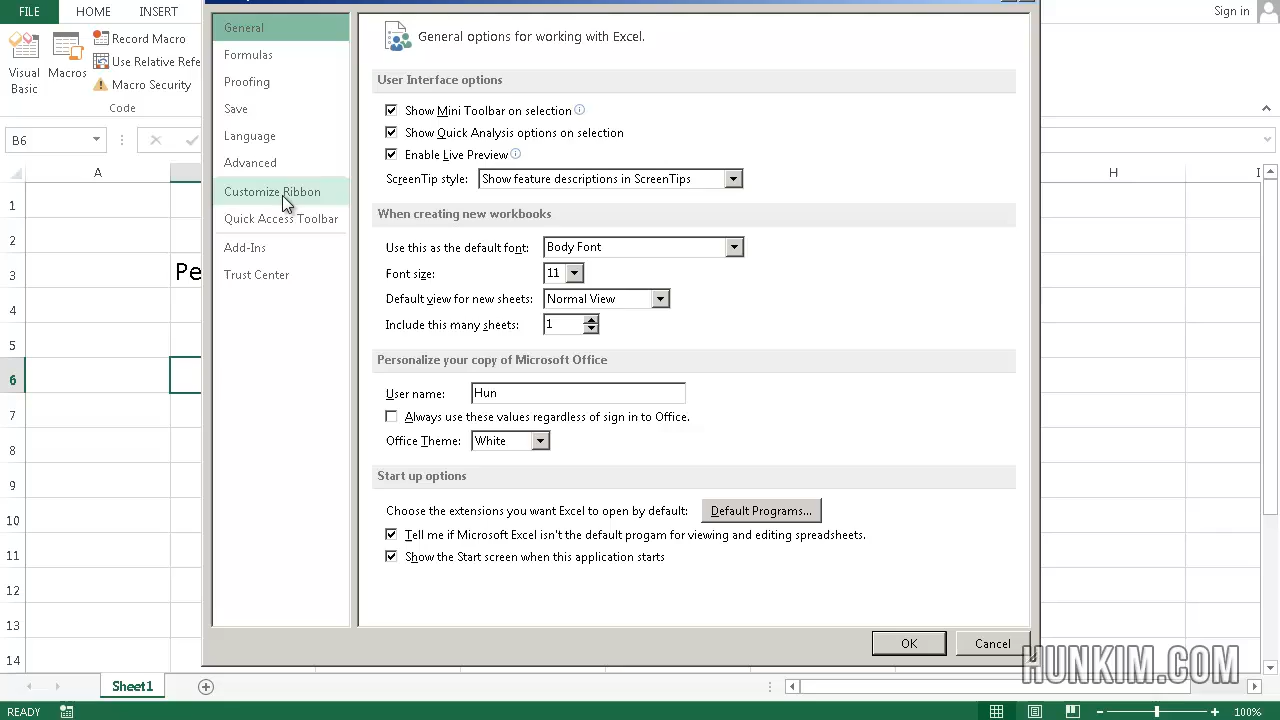 FILE HOME INSERT Sign in
Record Macro
Use Relative Refe
Macro Security
Visual Basic
Macros
Code
B6
A H I
1
2
3 Pe
4
5
6
7
8
9
10
11
12
13
14
General
Formulas
Proofing
Save
Language
Advanced
Customize Ribbon
Quick Access Toolbar
Add-Ins
Trust Center
General options for working with Excel.
User Interface options
Show Mini Toolbar on selection
Show Quick Analysis options on selection
Enable Live Preview
ScreenTip style: Show feature descriptions in ScreenTips
When creating new workbooks
Use this as the default font: Body Font
Font size: 11
Default view for new sheets: Normal View
Include this many sheets: 1
Personalize your copy of Microsoft Office
User name: Hun
Always use these values regardless of sign in to Office.
Office Theme: White
Start up options
Choose the extensions you want Excel to open by default: Default Programs...
Tell me if Microsoft Excel isn't the default progam for viewing and editing spreadsheets.
Show the Start screen when this application starts
OK Cancel
HUNKIM.COM
Sheet1
READY 100%